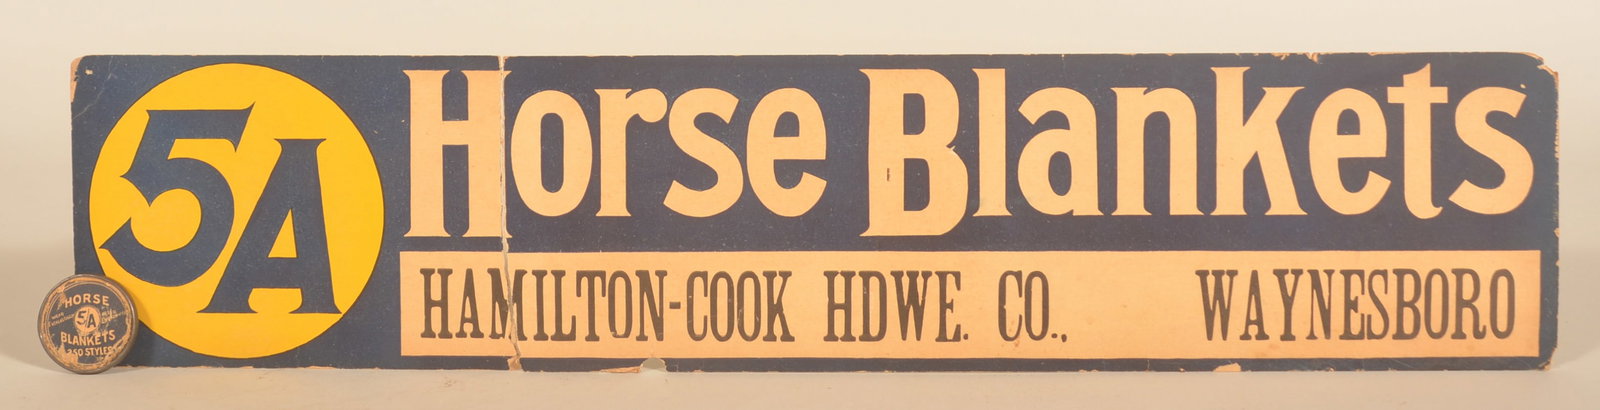 5A
Horse Blankets
HAMILTON-COOK HDWE. CO., WAYNESBORO
HORSE
5A
BLANKETS
250 STYLES